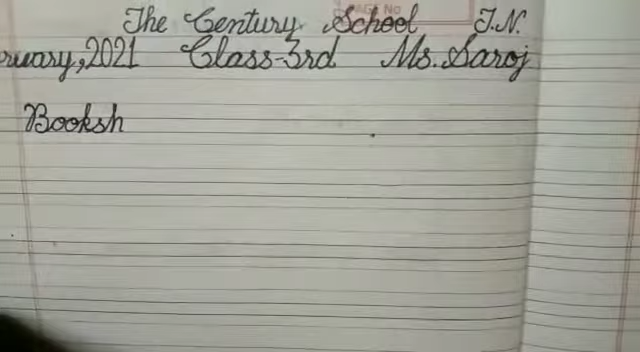 The Century School T.N.
ruary,2021 Class-3rd Ms.Saroj
Booksh